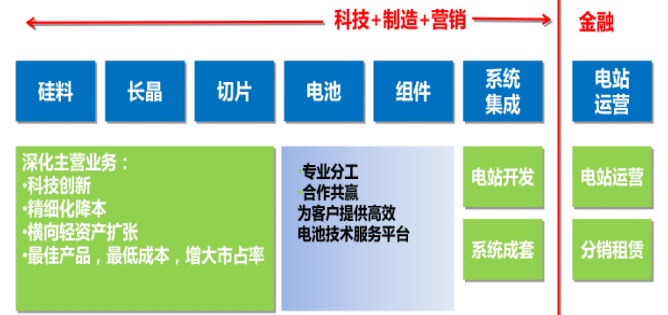 科技+制造+营销
金融
硅料
长晶
切片
电池
组件
系统
集成
电站
运营
深化主营业务：
•科技创新
•精细化降本
•横向轻资产扩张
•最佳产品，最低成本，增大市占率
•专业分工
•合作共赢
为客户提供高效
电池技术服务平台
电站开发
系统成套
电站运营
分销租赁